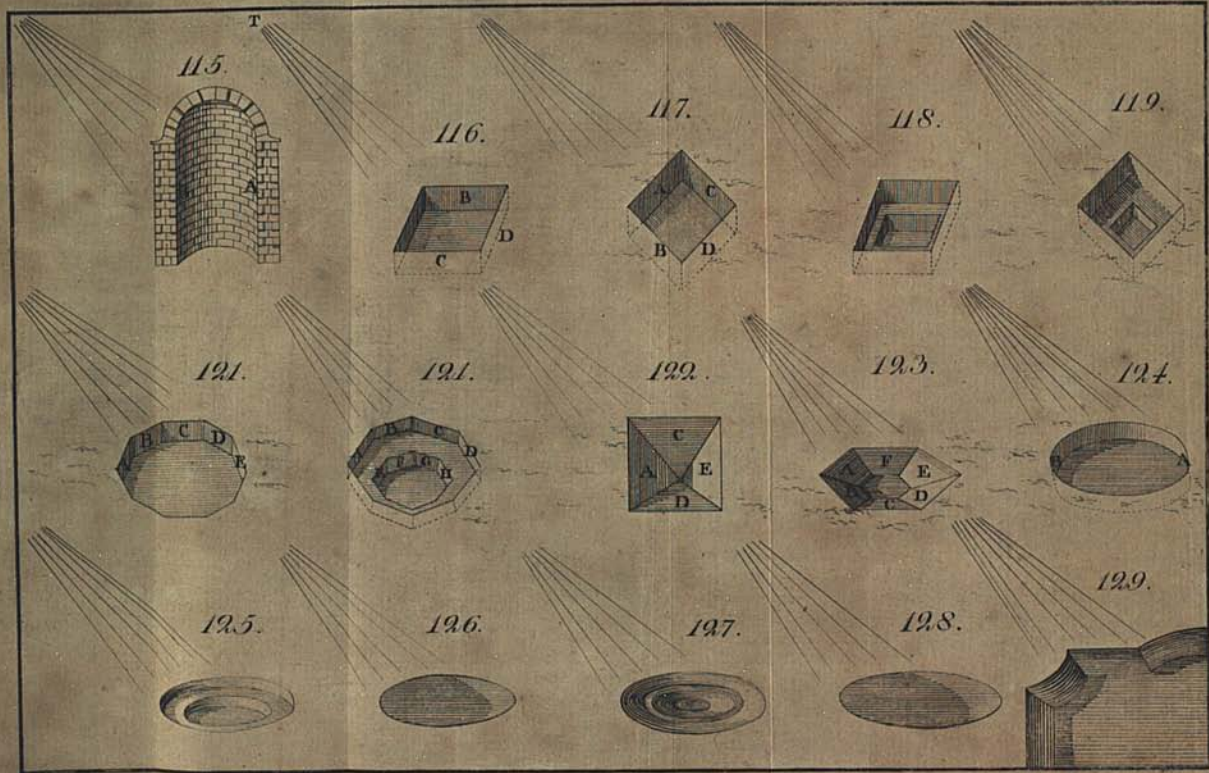 T
115. 116. 117. 118. 119.
A
B C D
A C B D
121. 121. 122. 123. 124.
A B C D E
A B C D E F G H
C A E D
A F E B C D
B A
125. 126. 127. 128. 129.